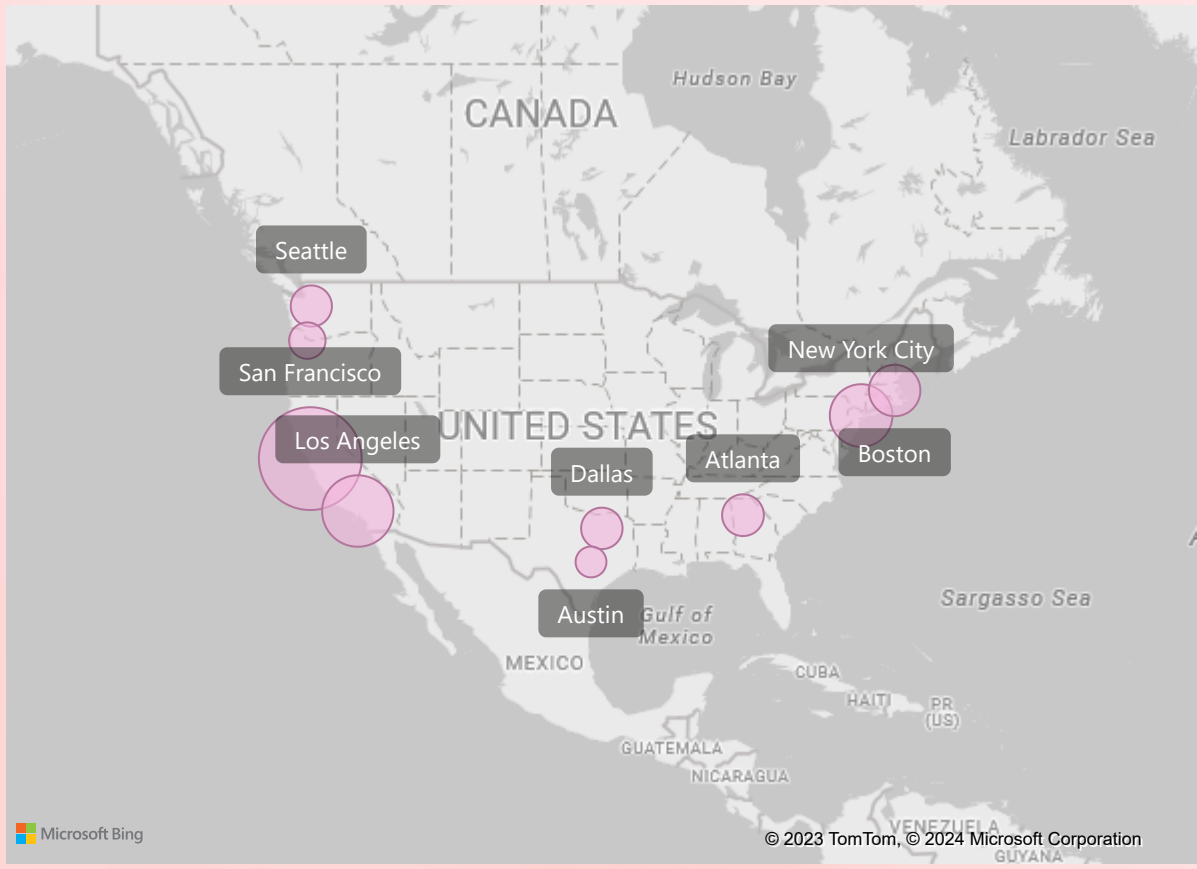 Hudson Bay
CANADA
Labrador Sea
Seattle
New York City
San Francisco
UNITED STATES
Los Angeles
Boston
Atlanta
Dallas
Sargasso Sea
Austin
Gulf of
Mexico
MEXICO
CUBA
HAITI
PR
(US)
GUATEMALA
NICARAGUA
VENEZUELA
Microsoft Bing
© 2023 TomTom, © 2024 Microsoft Corporation
GUYANA